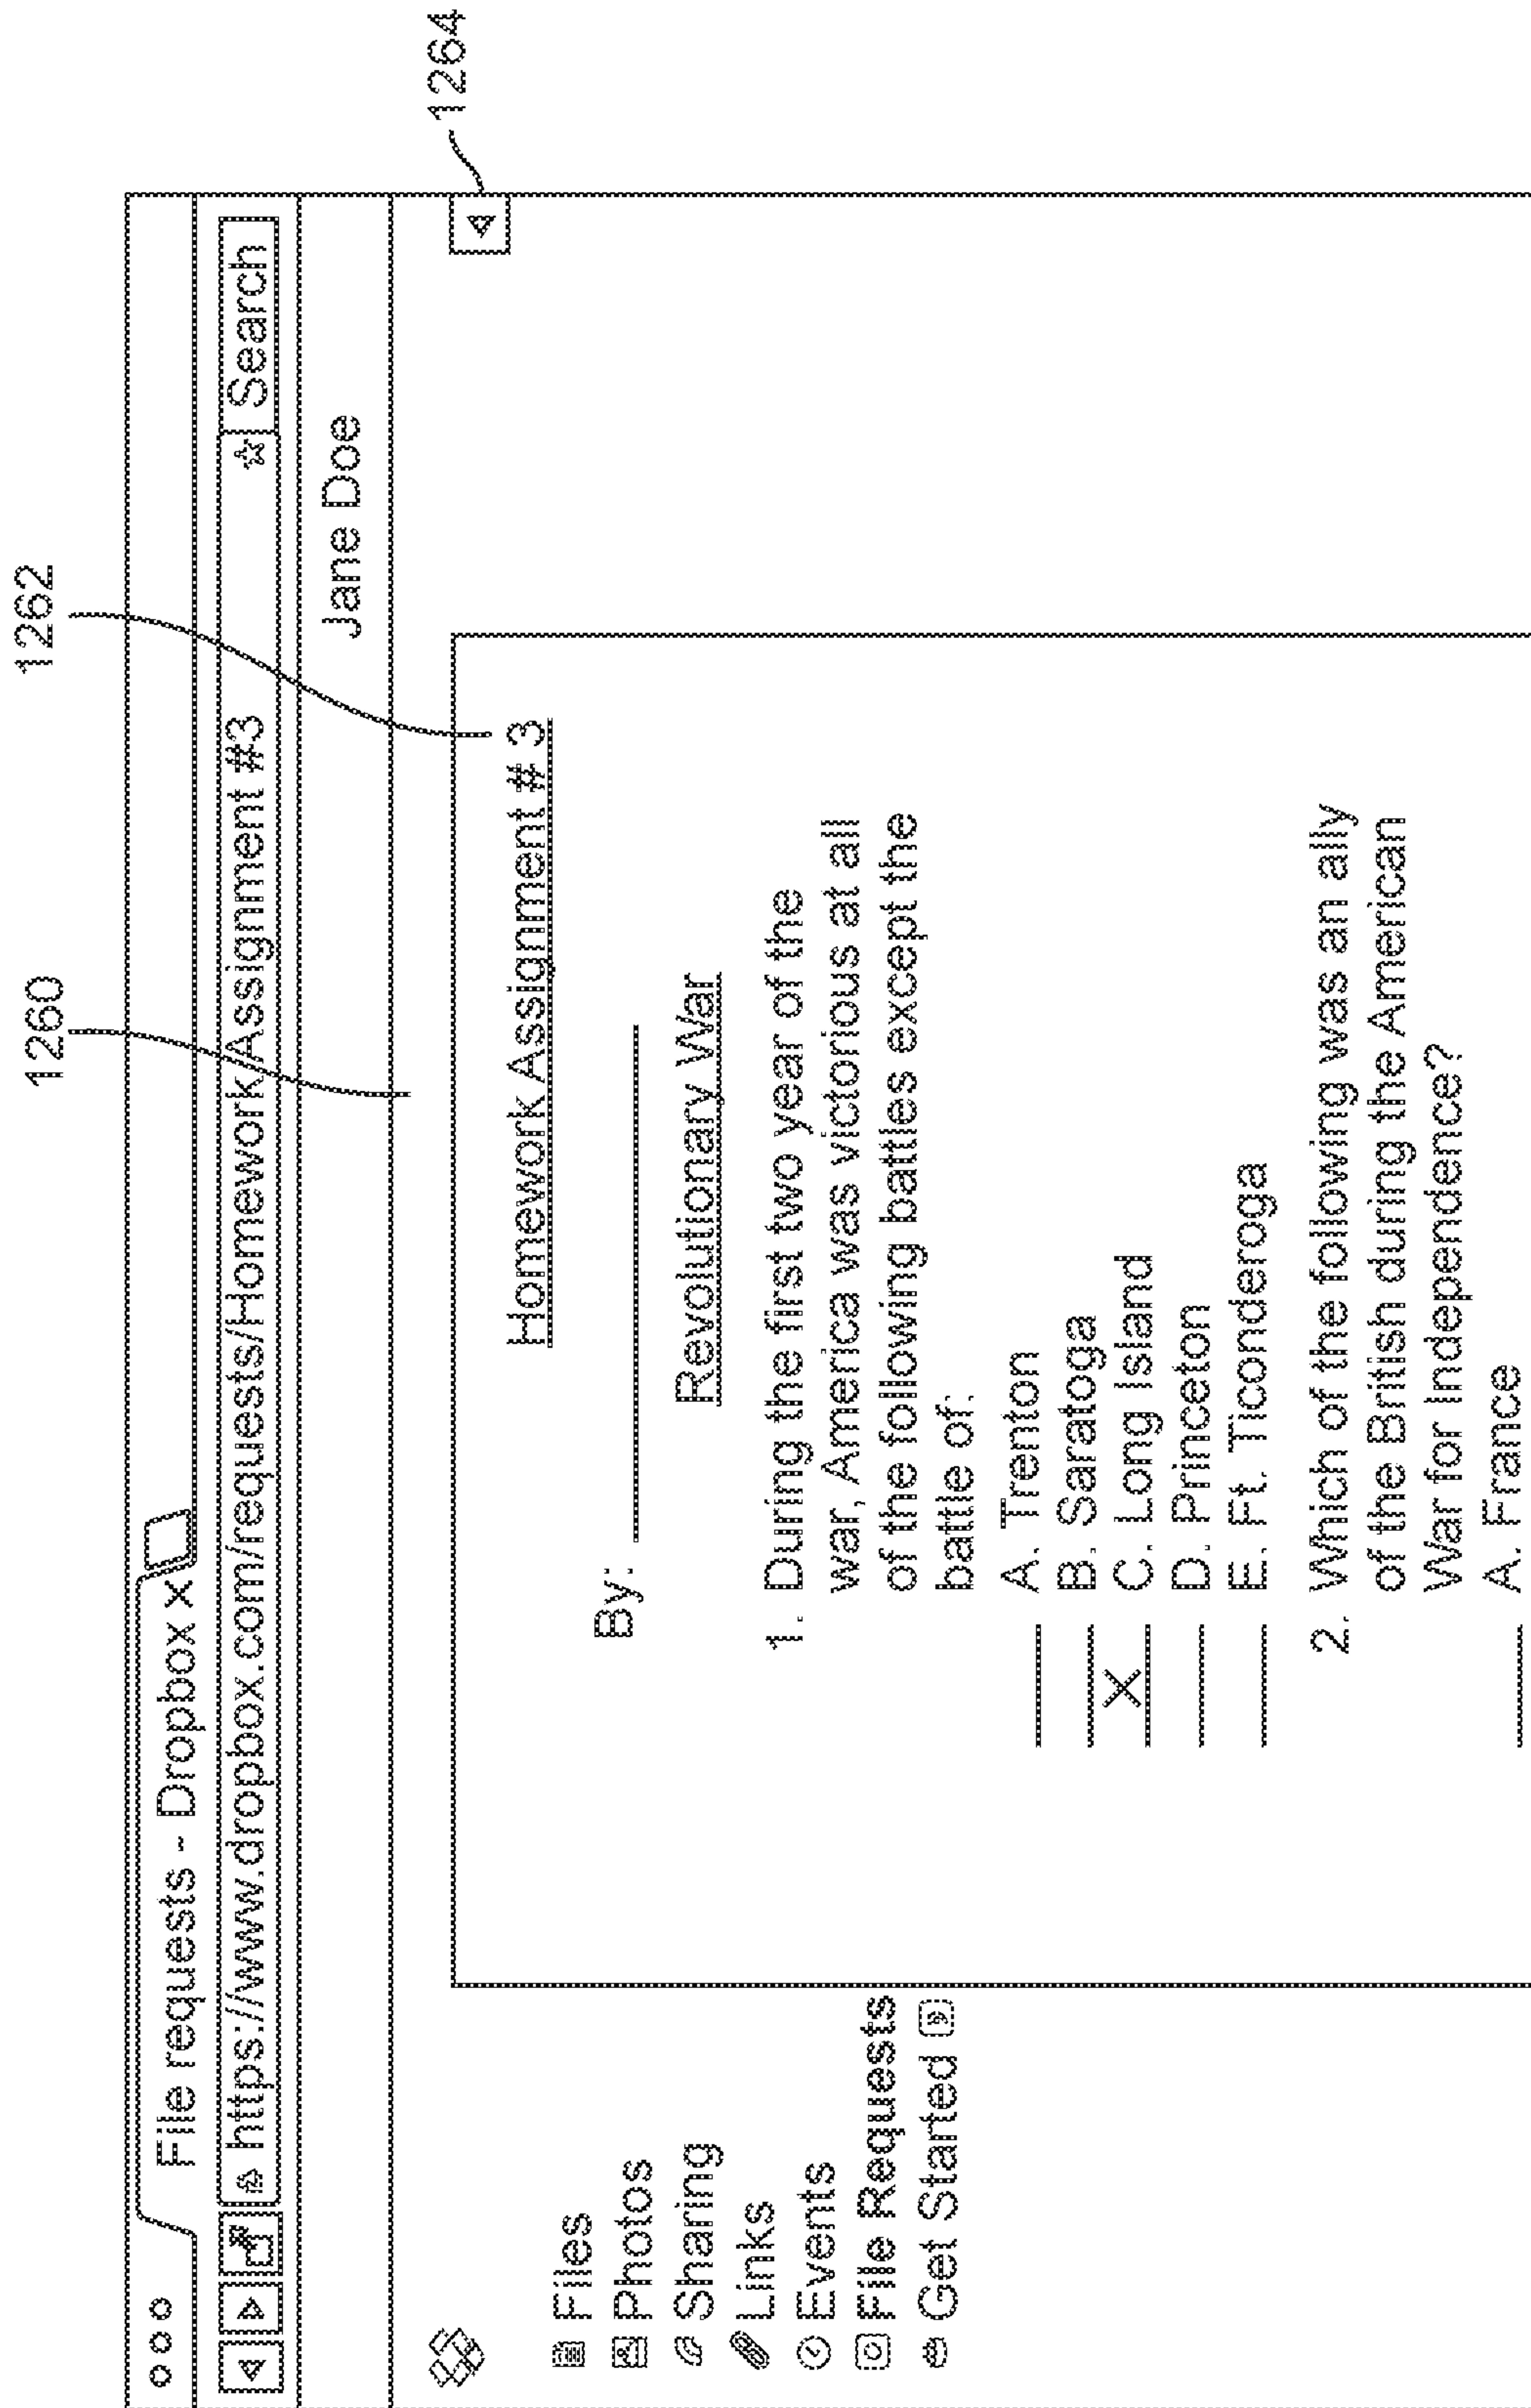 1260
1262
1264
File requests - Dropbox x
https://www.dropbox.com/requests/Homework Assignment #3
Search
Jane Doe
Files
Photos
Sharing
Links
Events
File Requests
Get Started
Homework Assignment # 3
By:
Revolutionary War
1. During the first two year of the
war, America was victorious at all
of the following battles except the
battle of:
A. Trenton
B. Saratoga
X C. Long Island
D. Princeton
E. Ft. Ticonderoga
2. Which of the following was an ally
of the British during the American
War for Independence?
A. France